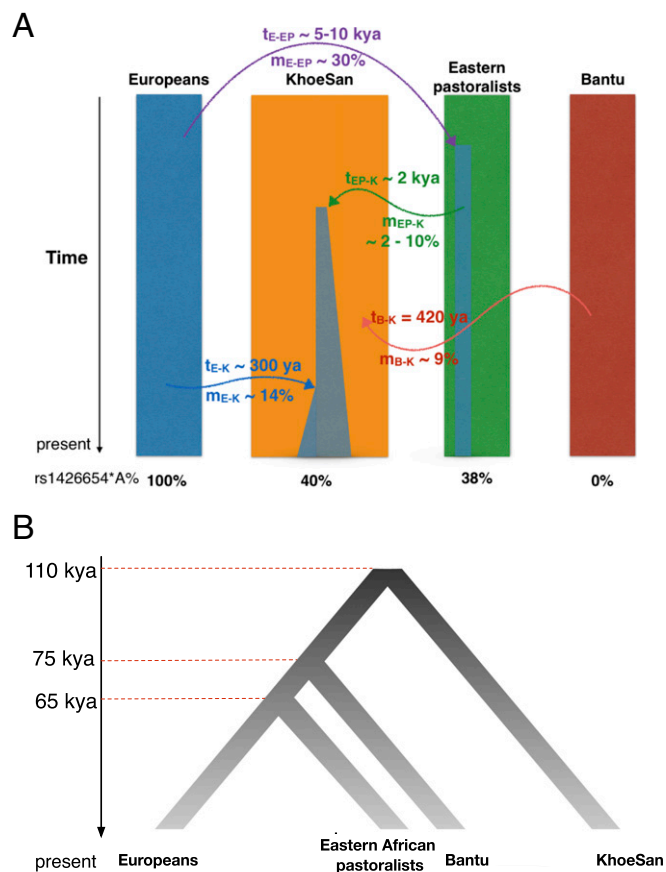 A
tE-EP ~ 5-10 kya
mE-EP ~ 30%
Europeans
KhoeSan
Eastern
pastoralists
Bantu
tEP-K ~ 2 kya
mEP-K
~ 2 - 10%
Time
tB-K = 420 ya
mB-K ~ 9%
tE-K ~ 300 ya
mE-K ~ 14%
present
rs1426654*A% 100% 40% 38% 0%
B
110 kya
75 kya
65 kya
present
Europeans
Eastern African
pastoralists
Bantu
KhoeSan